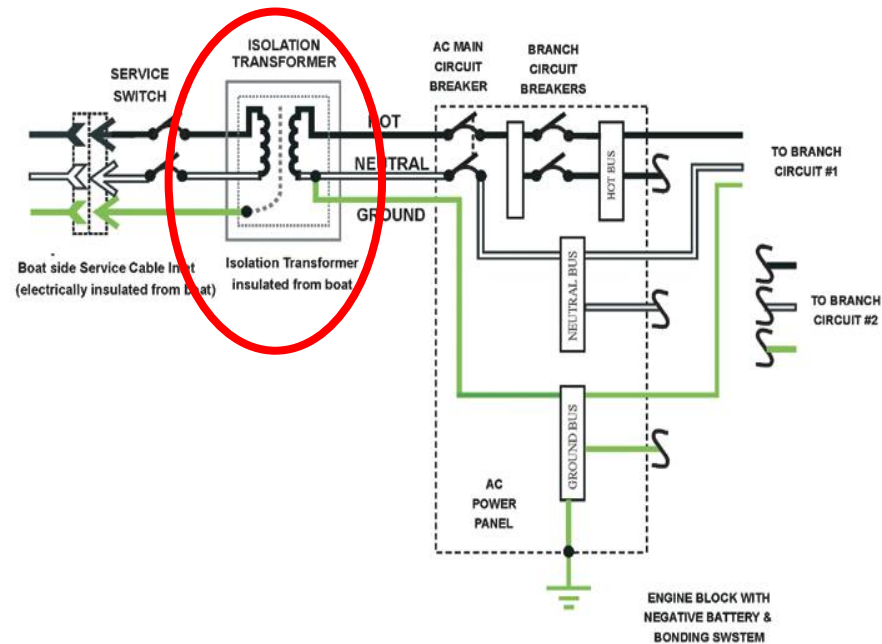 ISOLATION
TRANSFORMER
SERVICE
SWITCH
AC MAIN
CIRCUIT
BREAKER
BRANCH
CIRCUIT
BREAKERS
HOT
NEUTRAL
GROUND
Boat side Service Cable Inlet
(electrically insulated from boat)
Isolation Transformer
insulated from boat
HOT BUS
NEUTRAL BUS
GROUND BUS
TO BRANCH
CIRCUIT #1
TO BRANCH
CIRCUIT #2
AC
POWER
PANEL
ENGINE BLOCK WITH
NEGATIVE BATTERY &
BONDING SWSTEM